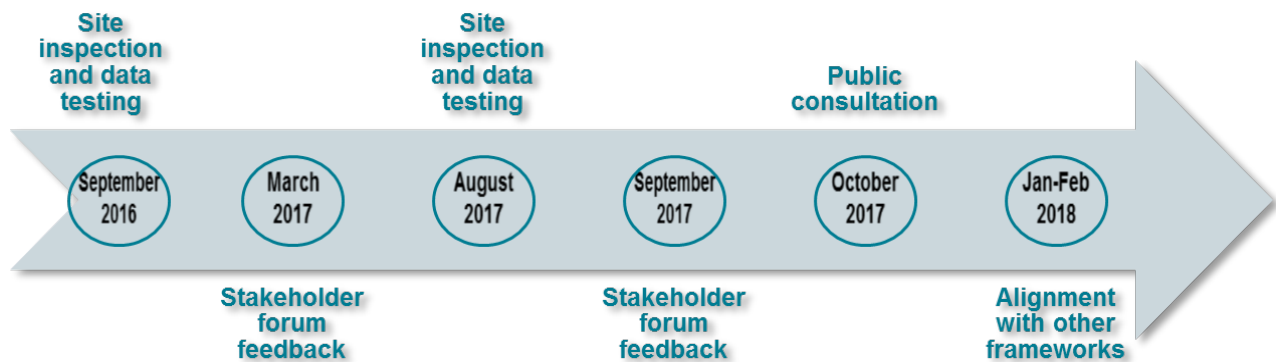 Site
inspection
and data
testing
Site
inspection
and data
testing
Public
consultation
September
2016
March
2017
August
2017
September
2017
October
2017
Jan-Feb
2018
Stakeholder
forum
feedback
Stakeholder
forum
feedback
Alignment
with other
frameworks